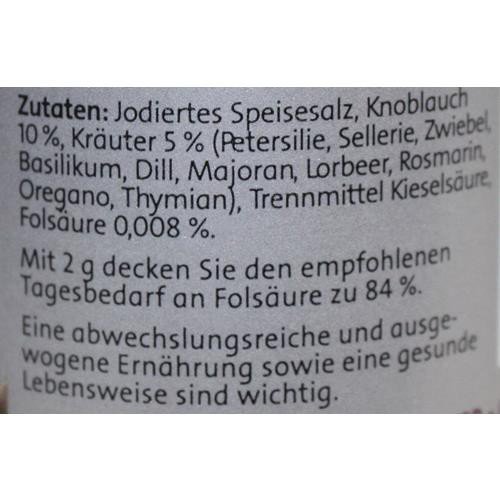 Zutaten: Jodiertes Speisesalz, Knoblauch
10 %, Kräuter 5 % (Petersilie, Sellerie, Zwiebel,
Basilikum, Dill, Majoran, Lorbeer, Rosmarin,
Oregano, Thymian), Trennmittel Kieselsäure,
Folsäure 0,008 %.
Mit 2 g decken Sie den empfohlenen
Tagesbedarf an Folsäure zu 84 %.
Eine abwechslungsreiche und ausge-
wogene Ernährung sowie eine gesunde
Lebensweise sind wichtig.